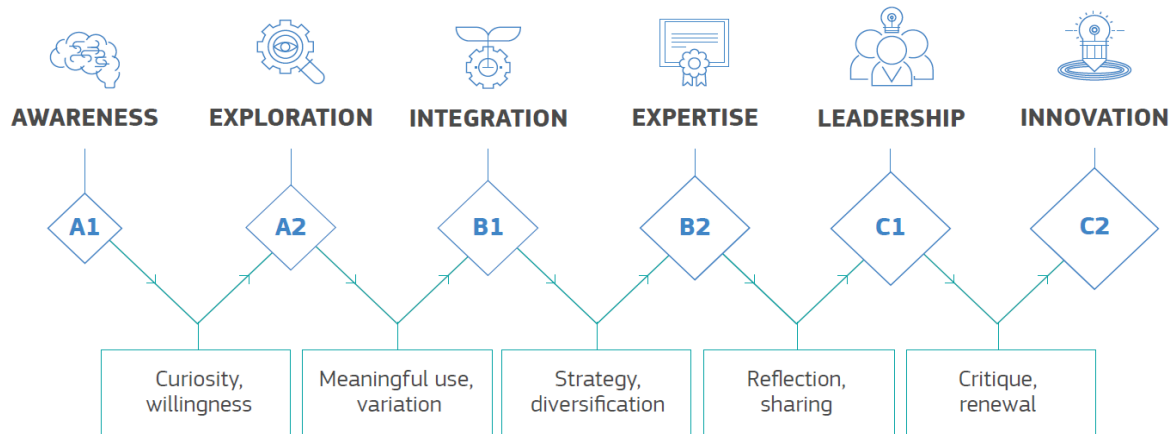 AWARENESS
EXPLORATION
INTEGRATION
EXPERTISE
LEADERSHIP
INNOVATION
A1
A2
B1
B2
C1
C2
Curiosity,
willingness
Meaningful use,
variation
Strategy,
diversification
Reflection,
sharing
Critique,
renewal